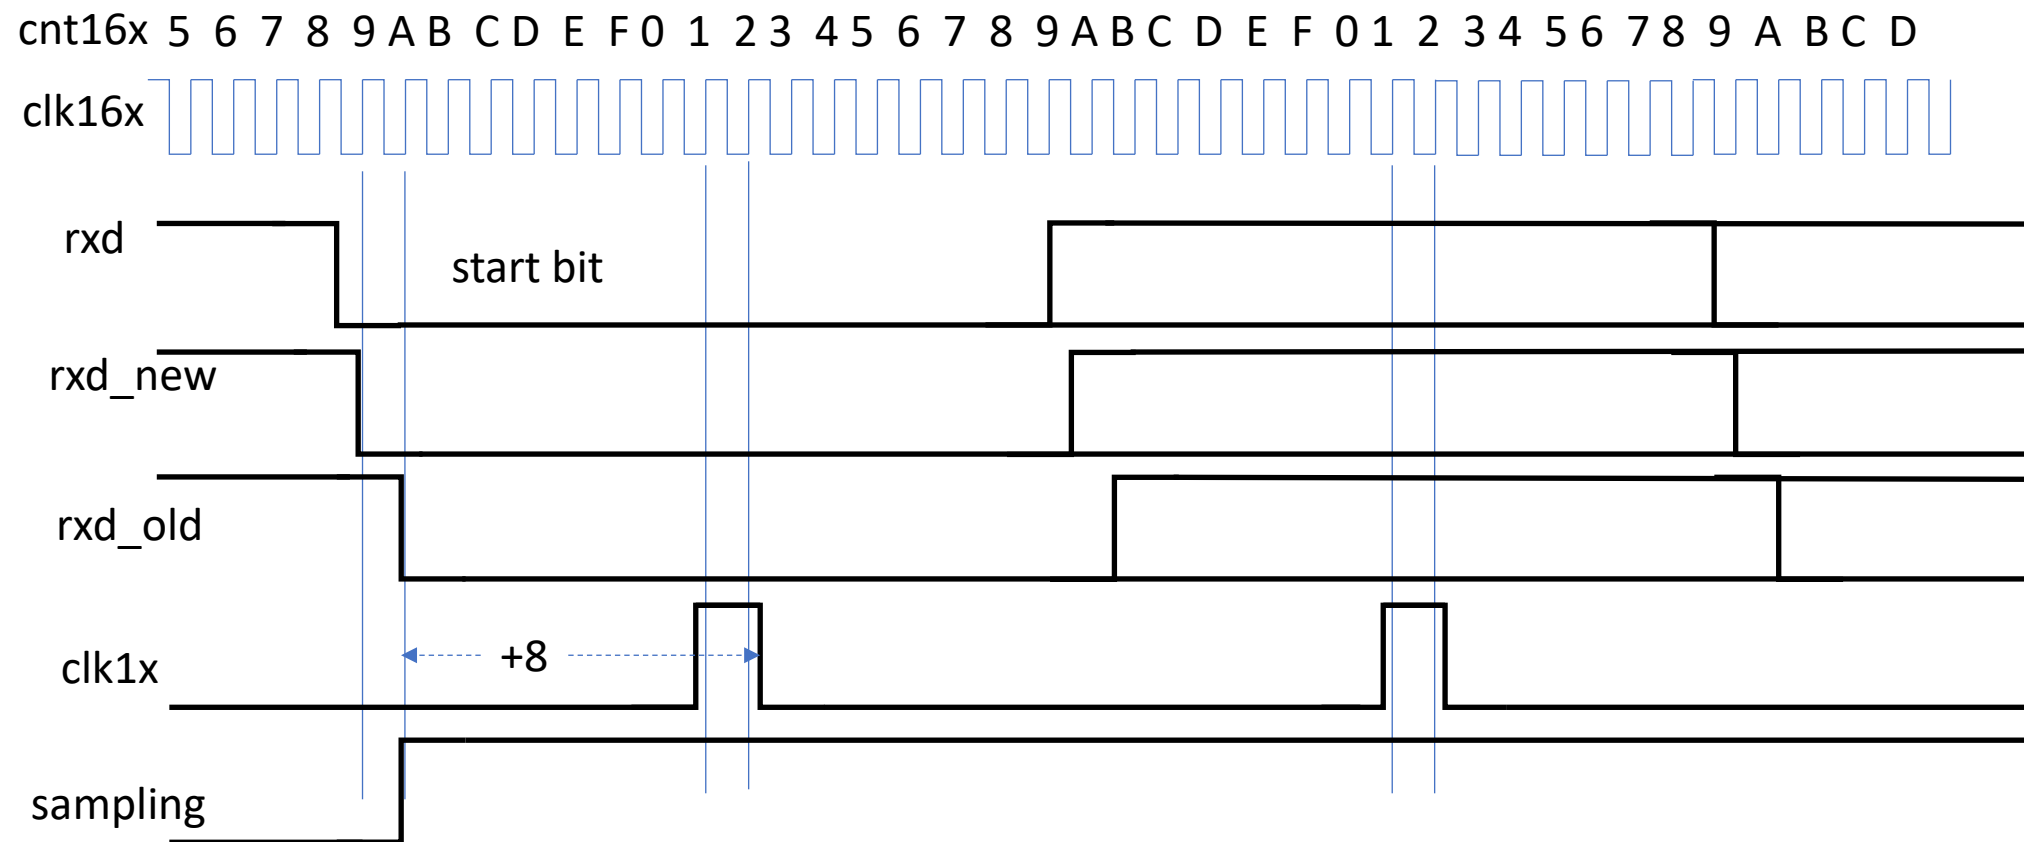 cnt16x 5 6 7 8 9 A B C D E F 0 1 2 3 4 5 6 7 8 9 A B C D E F 0 1 2 3 4 5 6 7 8 9 A B C D
clk16x
rxd
start bit
rxd_new
rxd_old
clk1x
+8
sampling